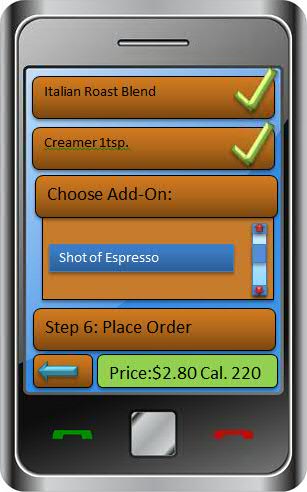 Italian Roast Blend
Creamer 1tsp.
Choose Add-On:
Shot of Espresso
Step 6: Place Order
Price:$2.80 Cal. 220